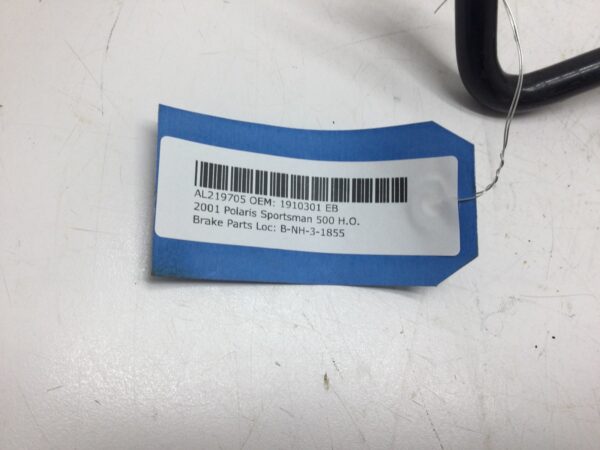 AL219705 OEM: 1910301 EB
2001 Polaris Sportsman 500 H.O.
Brake Parts Loc: B-NH-3-1855